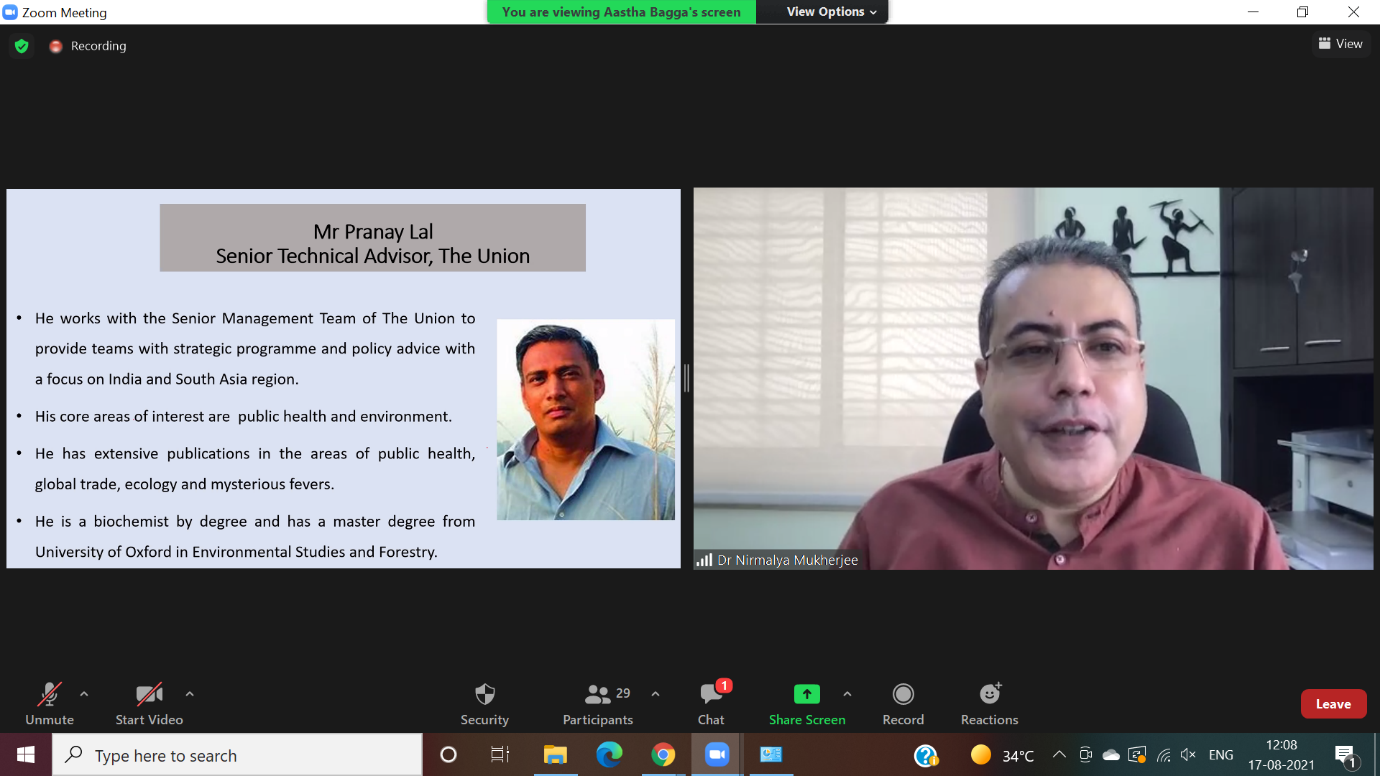 Zoom Meeting
You are viewing Aastha Bagga's screen
View Options
Recording
View
Mr Pranay Lal
Senior Technical Advisor, The Union
• He works with the Senior Management Team of The Union to
provide teams with strategic programme and policy advice with
a focus on India and South Asia region.
• His core areas of interest are public health and environment.
• He has extensive publications in the areas of public health,
global trade, ecology and mysterious fevers.
• He is a biochemist by degree and has a master degree from
University of Oxford in Environmental Studies and Forestry.
Dr Nirmalya Mukherjee
Unmute
Start Video
Security
29
Participants
1
Chat
Share Screen
Record
Reactions
Leave
Type here to search
34°C
ENG
12:08
17-08-2021
1